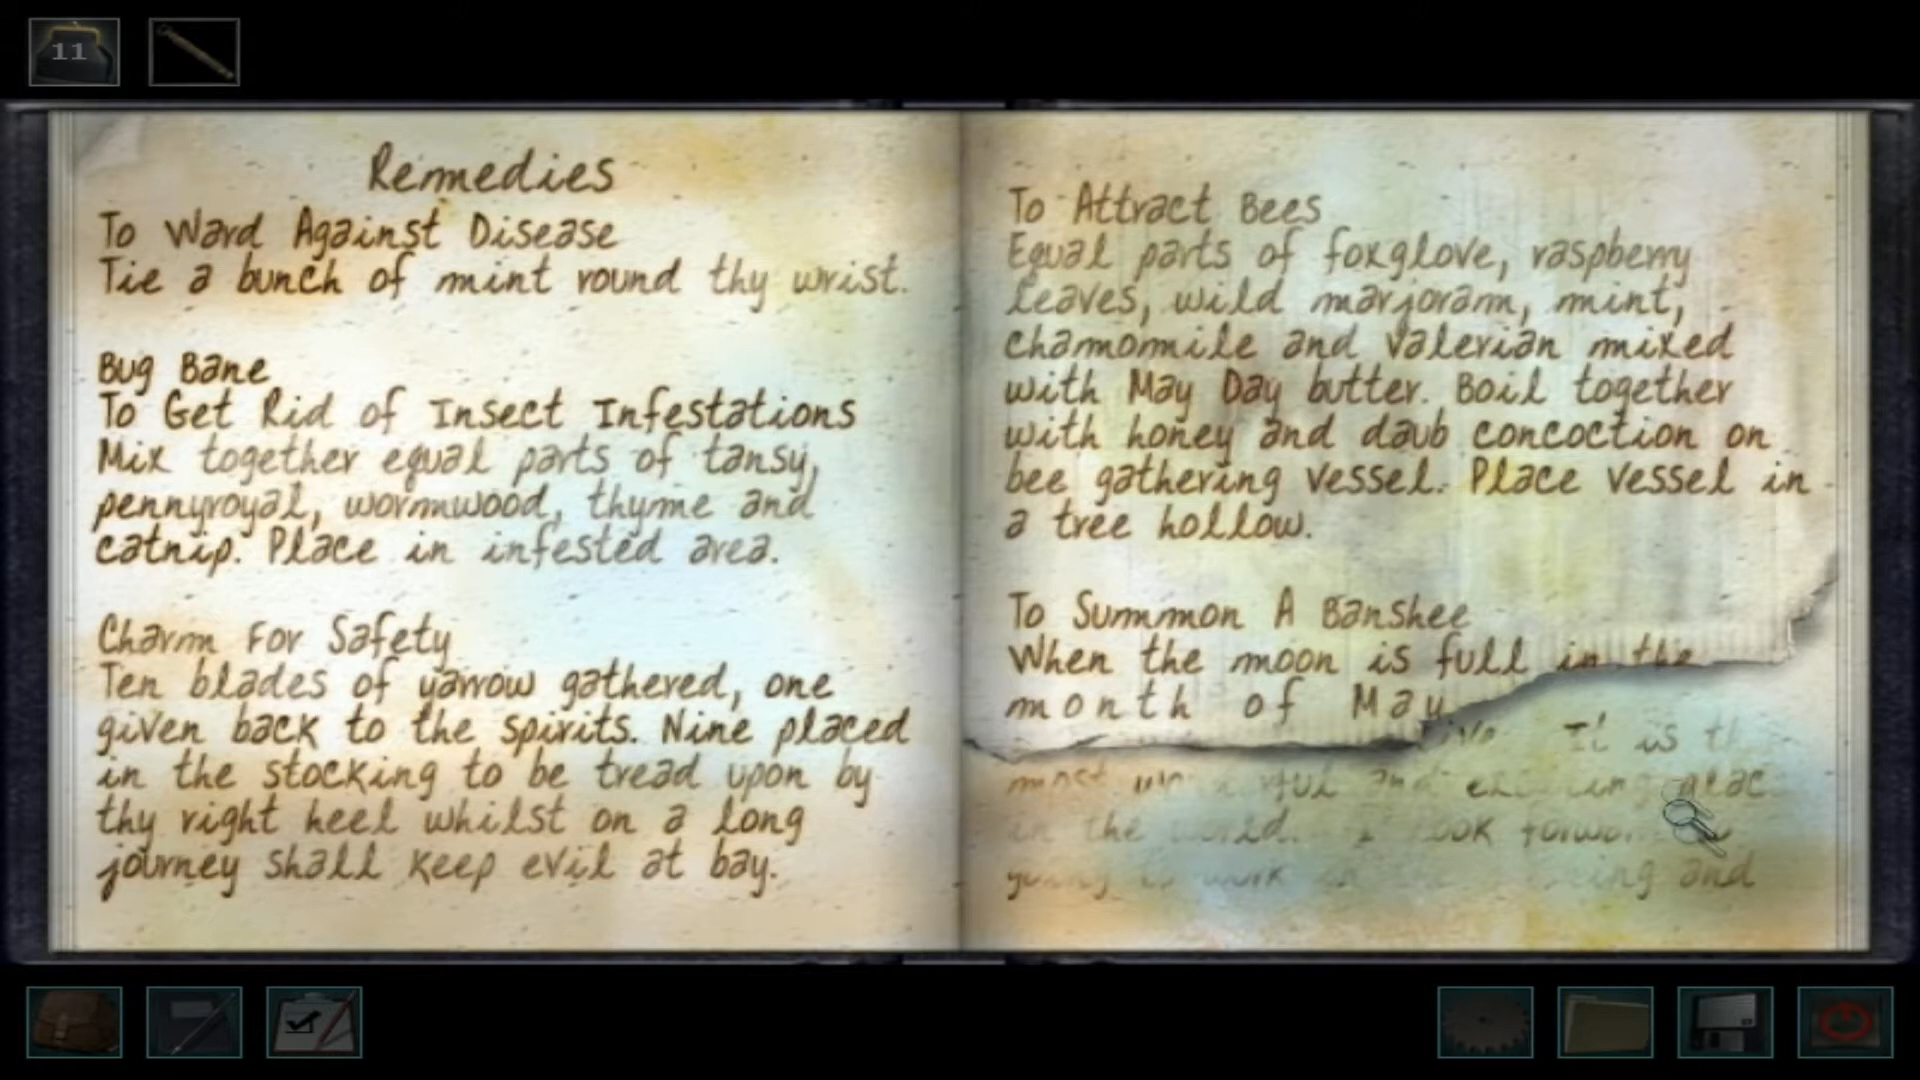 11
Remedies
To Ward Against Disease
Tie a bunch of mint round thy wrist.
Bug Bane
To Get Rid of Insect Infestations
Mix together equal parts of tansy,
pennyroyal, wormwood, thyme and
catnip. Place in infested area.
Charm For Safety
Ten blades of yarrow gathered, one
given back to the spirits. Nine placed
in the stocking to be tread upon by
thy right heel whilst on a long
journey shall keep evil at bay.
To Attract Bees
Equal parts of foxglove, raspberry
leaves, wild marjoram, mint,
chamomile and valerian mixed
with May Day butter. Boil together
with honey and daub concoction on
bee gathering vessel. Place vessel in
a tree hollow.
To Summon A Banshee
When the moon is full in the
month of May
It is
most and
in the
and